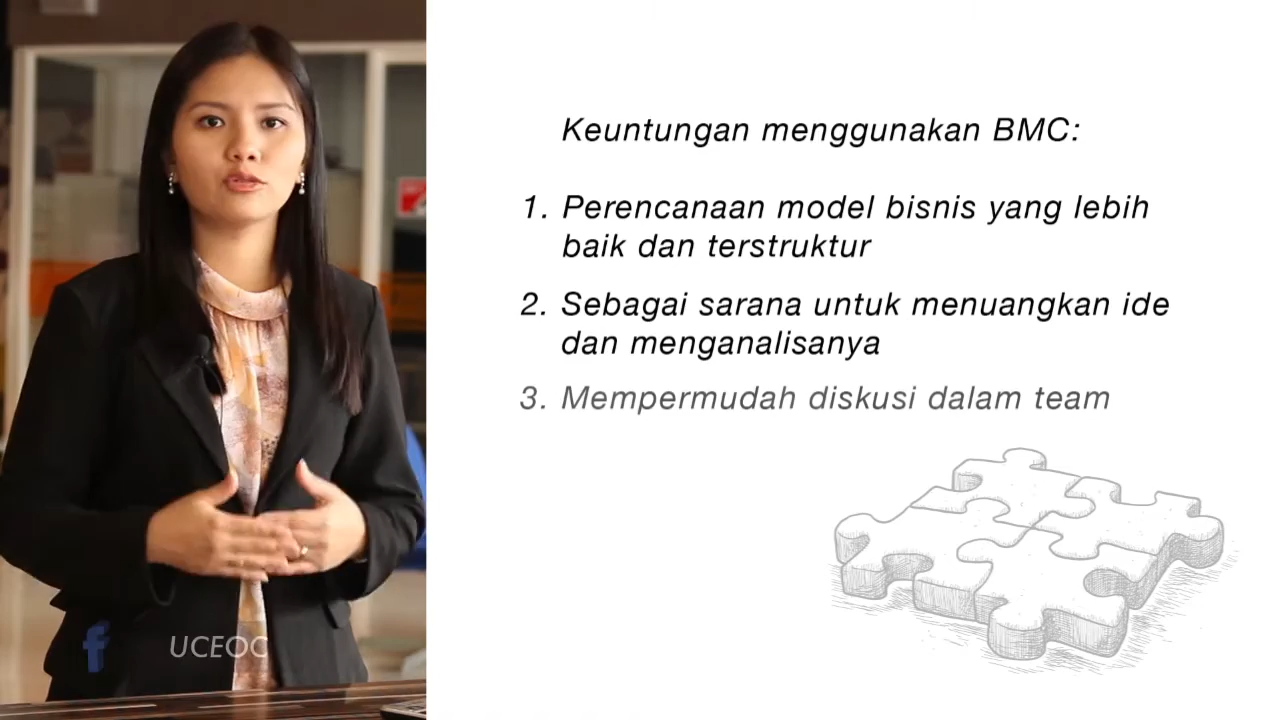 Keuntungan menggunakan BMC:
1. Perencanaan model bisnis yang lebih
baik dan terstruktur
2. Sebagai sarana untuk menuangkan ide
dan menganalisanya
3. Mempermudah diskusi dalam team
UCEOC